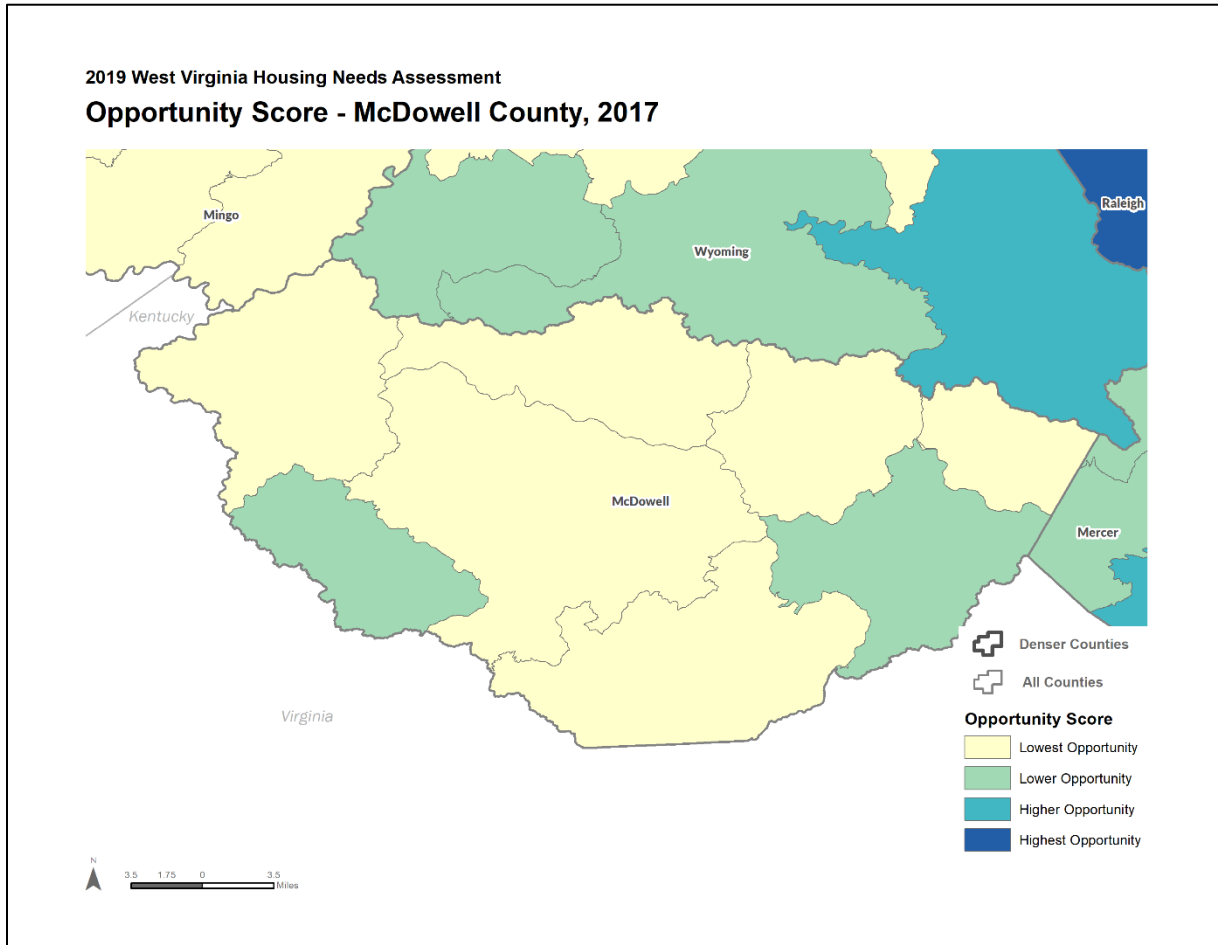 2019 West Virginia Housing Needs Assessment
Opportunity Score - McDowell County, 2017
Raleigh
Mingo
Wyoming
Kentucky
McDowell
Mercer
Denser Counties
All Counties
Virginia
Opportunity Score
Lowest Opportunity
Lower Opportunity
Higher Opportunity
Highest Opportunity
N
3.5 1.75 0 3.5
Miles